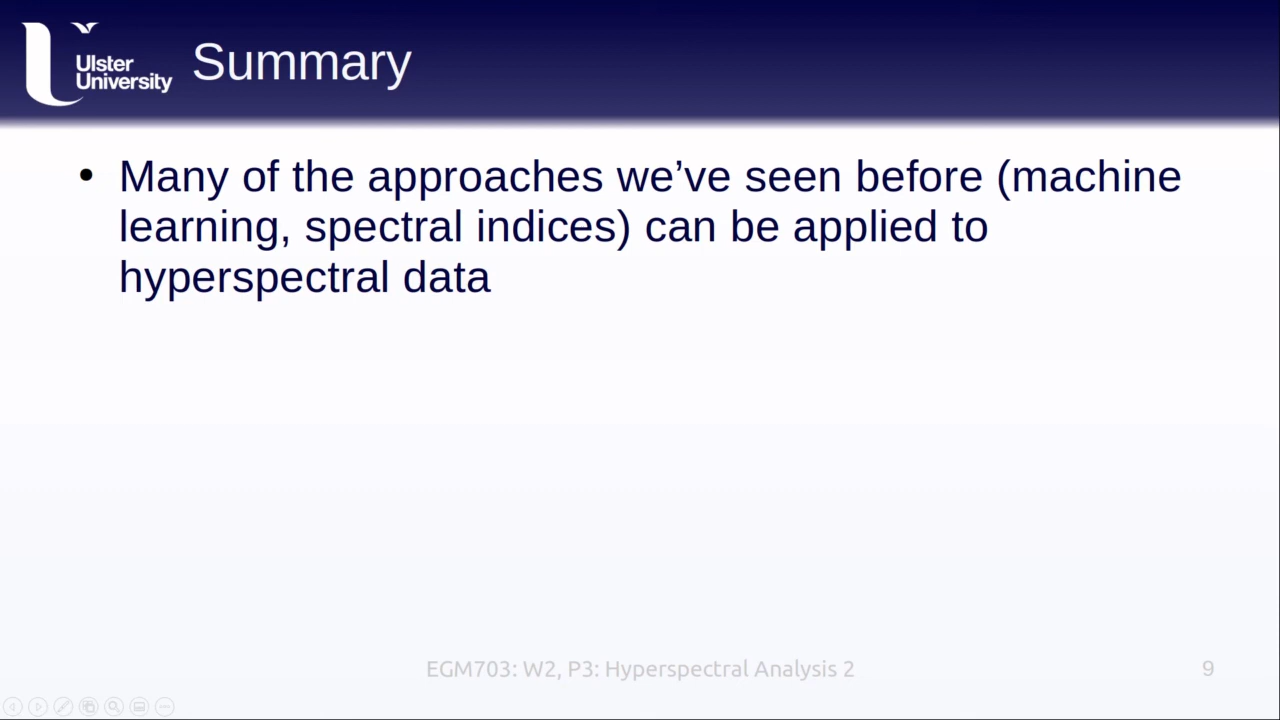 Ulster
University
Summary
• Many of the approaches we’ve seen before (machine
learning, spectral indices) can be applied to
hyperspectral data
EGM703: W2, P3: Hyperspectral Analysis 2
9